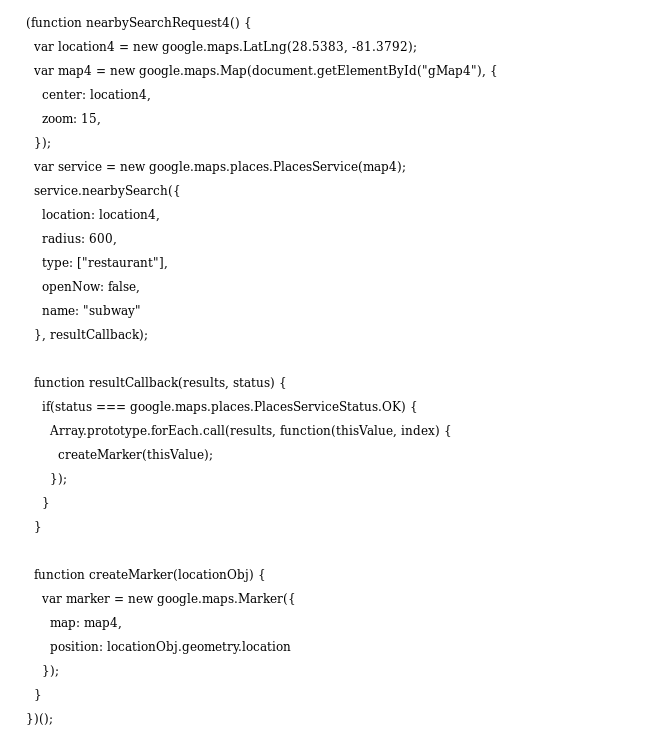 (function nearbySearchRequest4() {
  var location4 = new google.maps.LatLng(28.5383, -81.3792);
  var map4 = new google.maps.Map(document.getElementById("gMap4"), {
    center: location4,
    zoom: 15,
  });
  var service = new google.maps.places.PlacesService(map4);
  service.nearbySearch({
    location: location4,
    radius: 600,
    type: ["restaurant"],
    openNow: false,
    name: "subway"
  }, resultCallback);

  function resultCallback(results, status) {
    if(status === google.maps.places.PlacesServiceStatus.OK) {
      Array.prototype.forEach.call(results, function(thisValue, index) {
        createMarker(thisValue);
      });
    }
  }

  function createMarker(locationObj) {
    var marker = new google.maps.Marker({
      map: map4,
      position: locationObj.geometry.location
    });
  }
})();